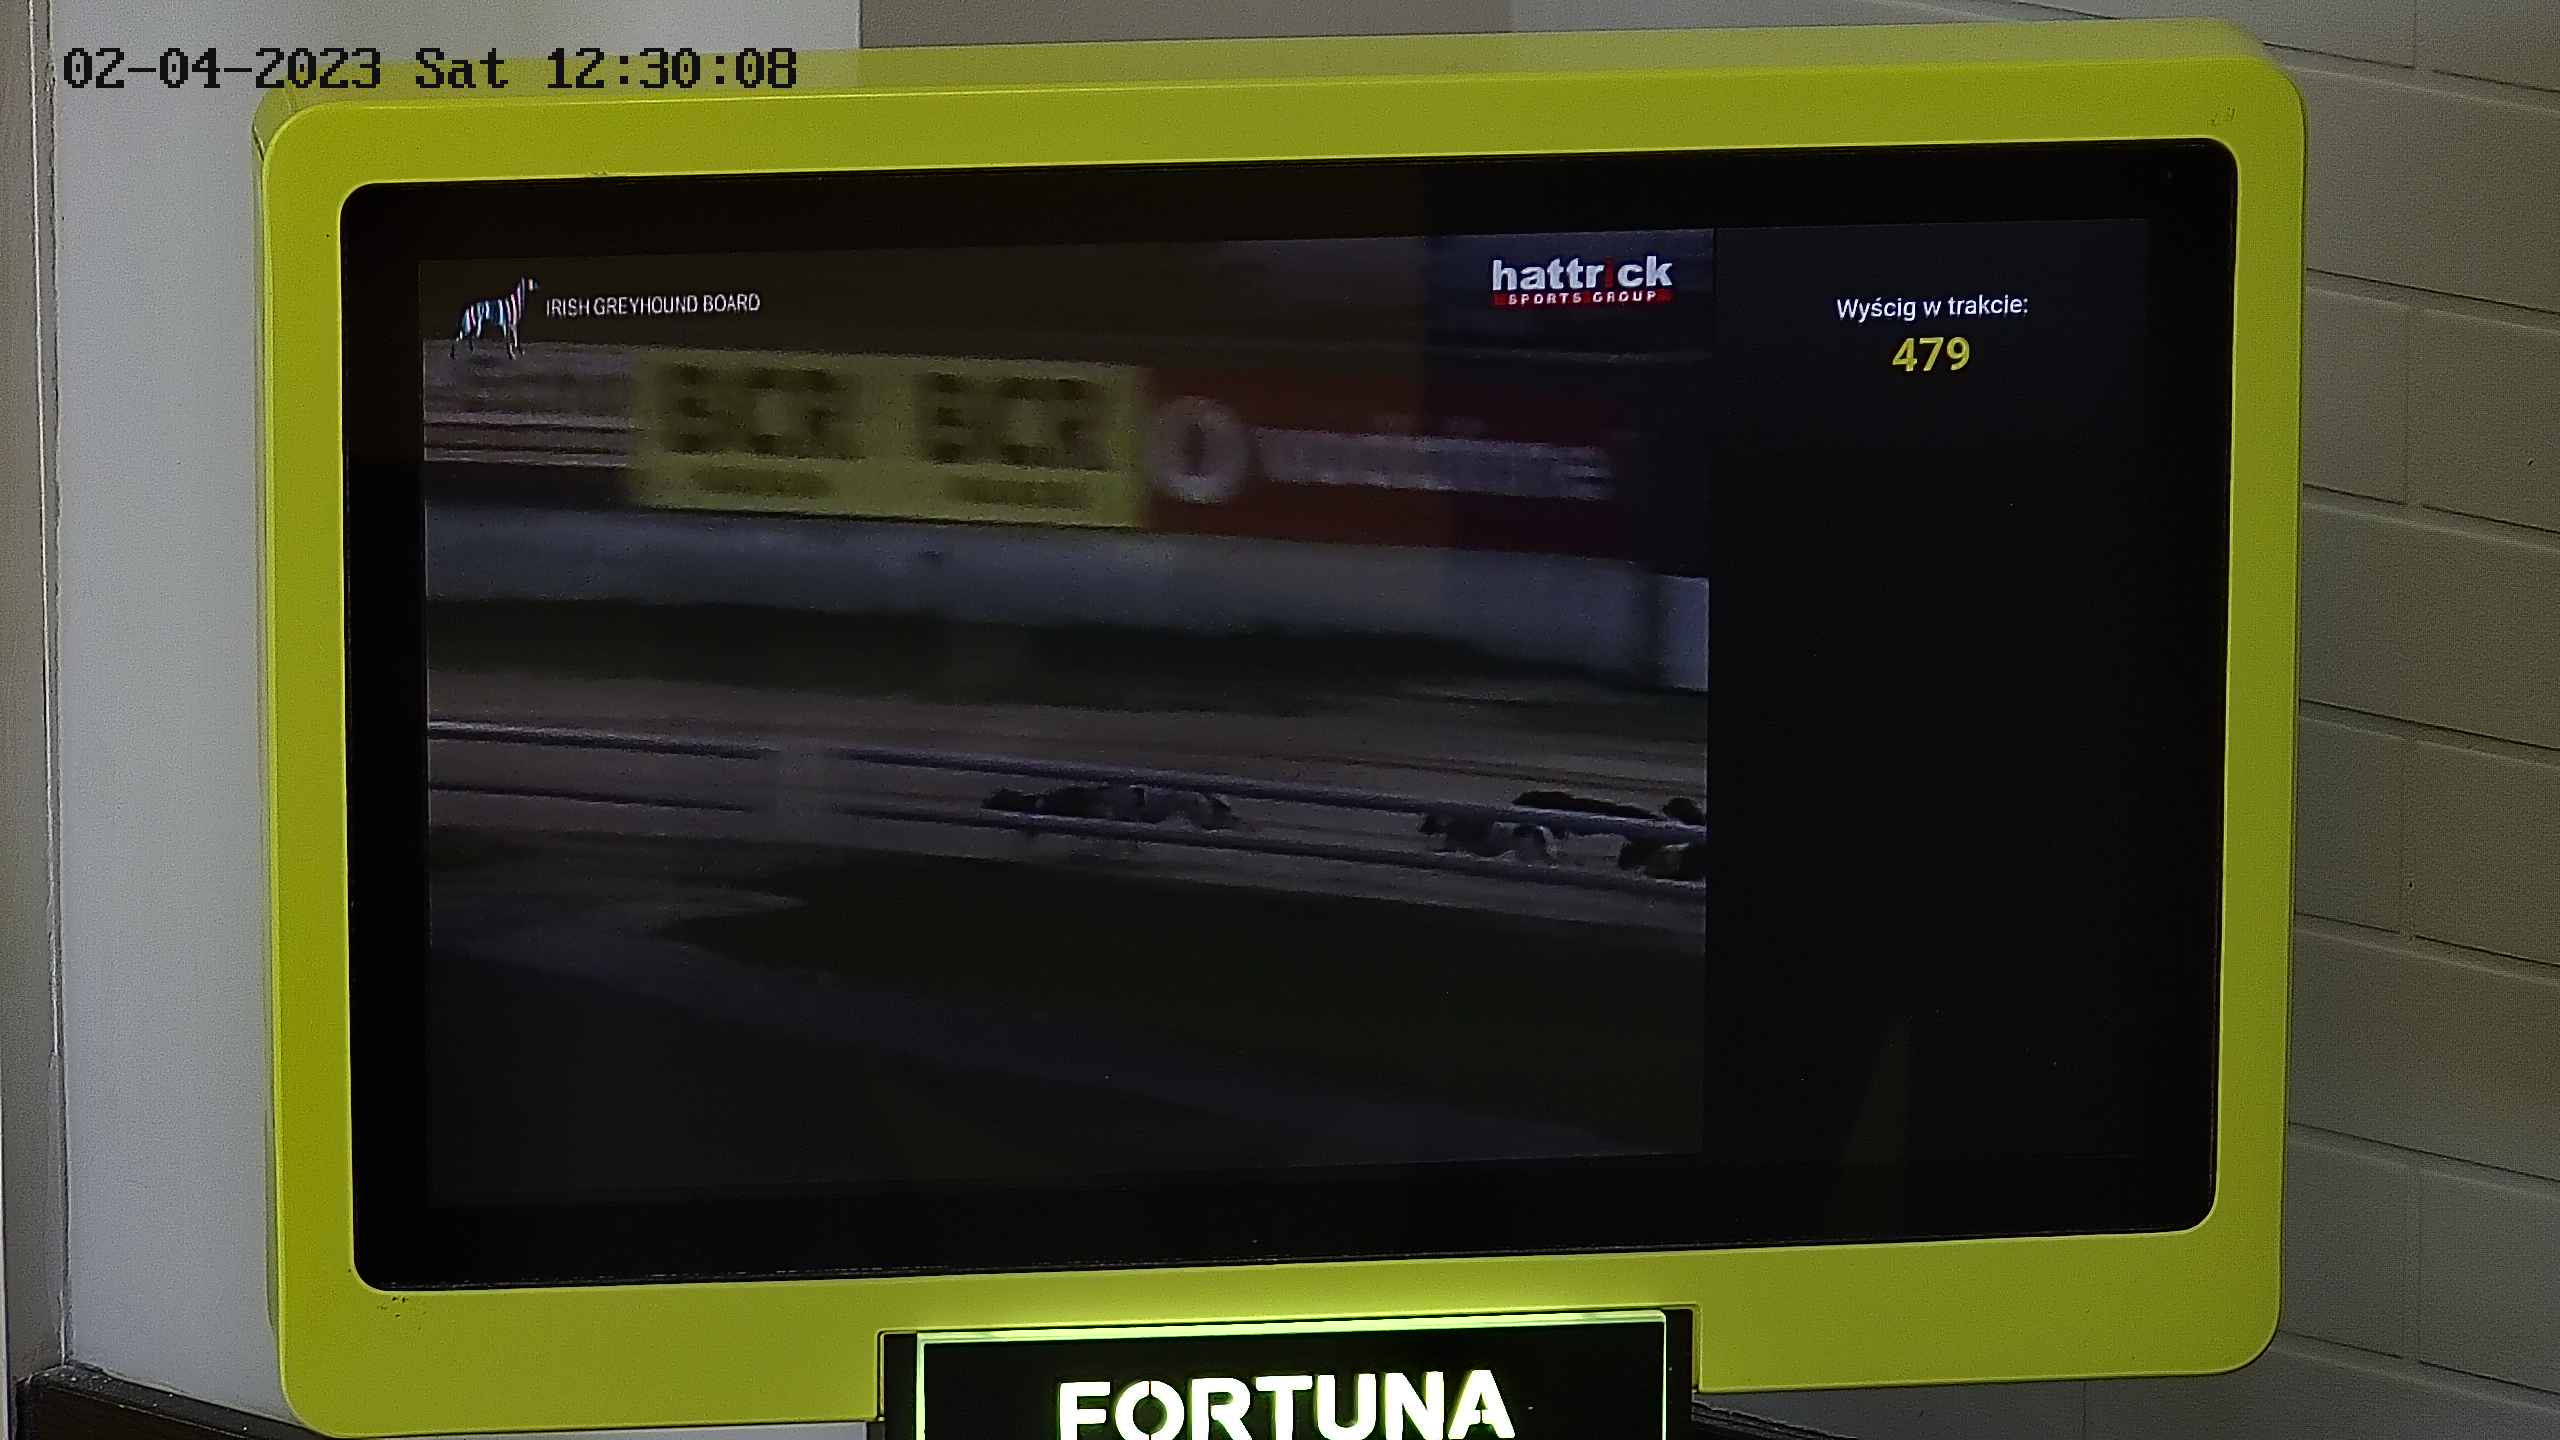 02-04-2023 Sat 12:30:08
IRISH GREYHOUND BOARD
hattrick
SPORTS GROUP
Wyścig w trakcie:
479
FORTUNA